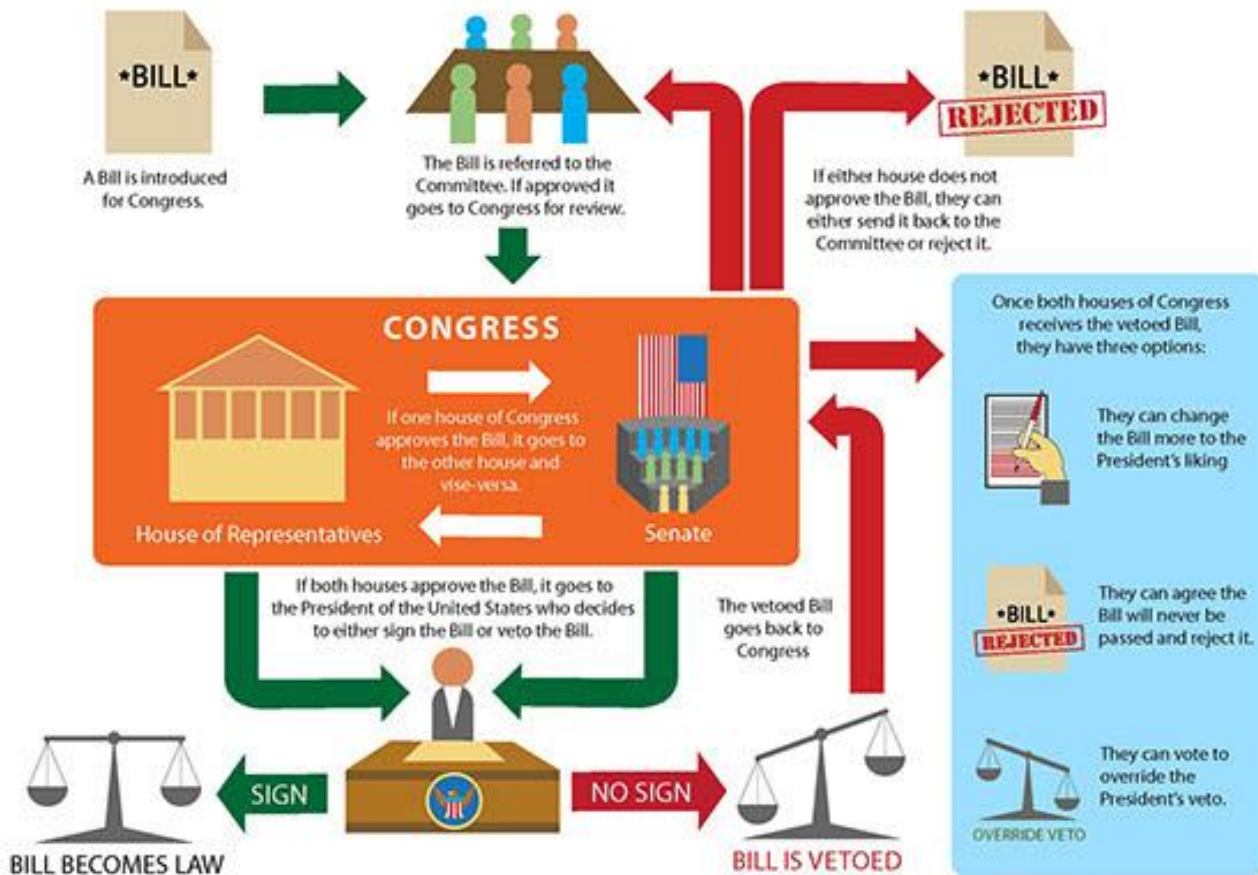 *BILL*
A Bill is introduced
for Congress.
The Bill is referred to the
Committee. If approved it
goes to Congress for review.
*BILL*
REJECTED
If either house does not
approve the Bill, they can
either send it back to the
Committee or reject it.
CONGRESS
If one house of Congress
approves the Bill, it goes to
the other house and
vise-versa.
House of Representatives
Senate
Once both houses of Congress
receives the vetoed Bill,
they have three options:
They can change
the Bill more to the
President's liking
*BILL*
REJECTED
They can agree the
Bill will never be
passed and reject it.
They can vote to
override the
President's veto.
OVERRIDE VETO
If both houses approve the Bill, it goes to
the President of the United States who decides
to either sign the Bill or veto the Bill.
The vetoed Bill
goes back to
Congress
SIGN
NO SIGN
BILL BECOMES LAW
BILL IS VETOED